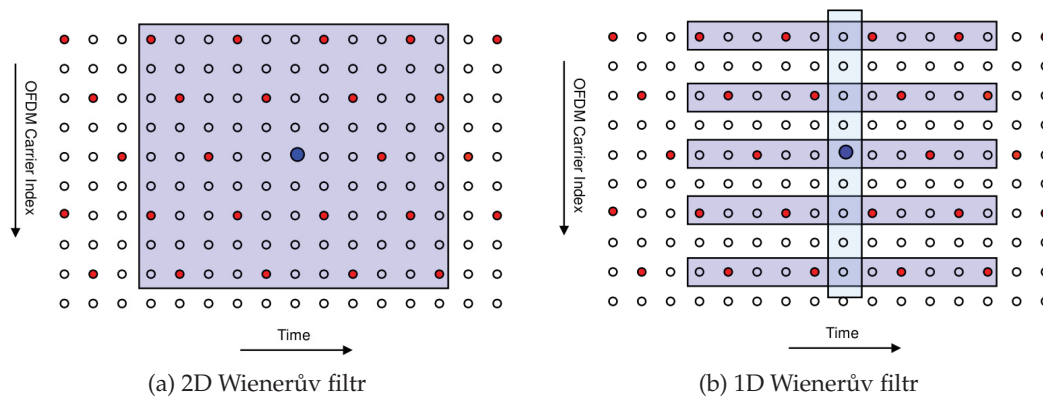 OFDM Carrier Index
Time
(a) 2D Wienerův filtr
OFDM Carrier Index
Time
(b) 1D Wienerův filtr